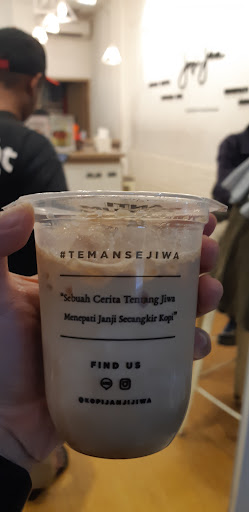 #TEMANSEJIWA
"Sebuah Cerita Tentang Jiwa
Menepati Janji Secangkir Kopi"
FIND US
@KOPIJANJIJIWA